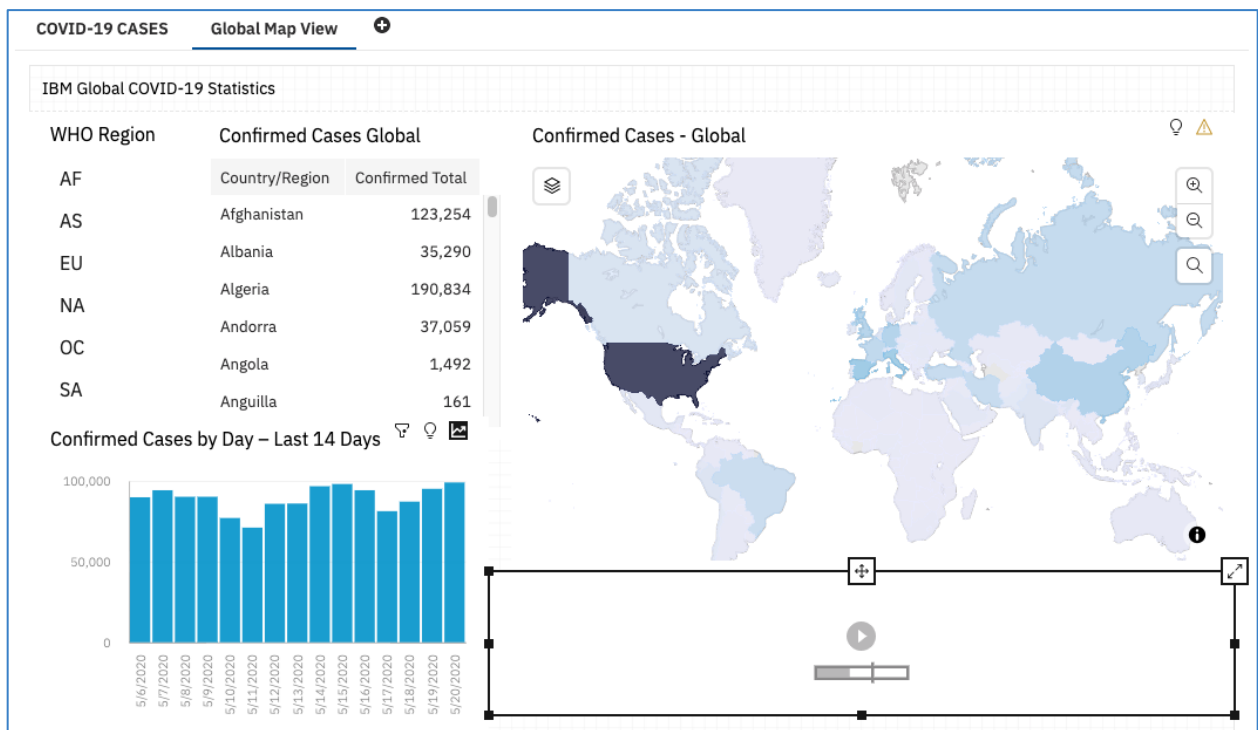 COVID-19 CASES Global Map View
IBM Global COVID-19 Statistics
WHO Region
AF
AS
EU
NA
OC
SA
Confirmed Cases Global
Country/Region Confirmed Total
Afghanistan 123,254
Albania 35,290
Algeria 190,834
Andorra 37,059
Angola 1,492
Anguilla 161
Confirmed Cases - Global
Confirmed Cases by Day – Last 14 Days
100,000
50,000
0
5/6/2020
5/7/2020
5/8/2020
5/9/2020
5/10/2020
5/11/2020
5/12/2020
5/13/2020
5/14/2020
5/15/2020
5/16/2020
5/17/2020
5/18/2020
5/19/2020
5/20/2020